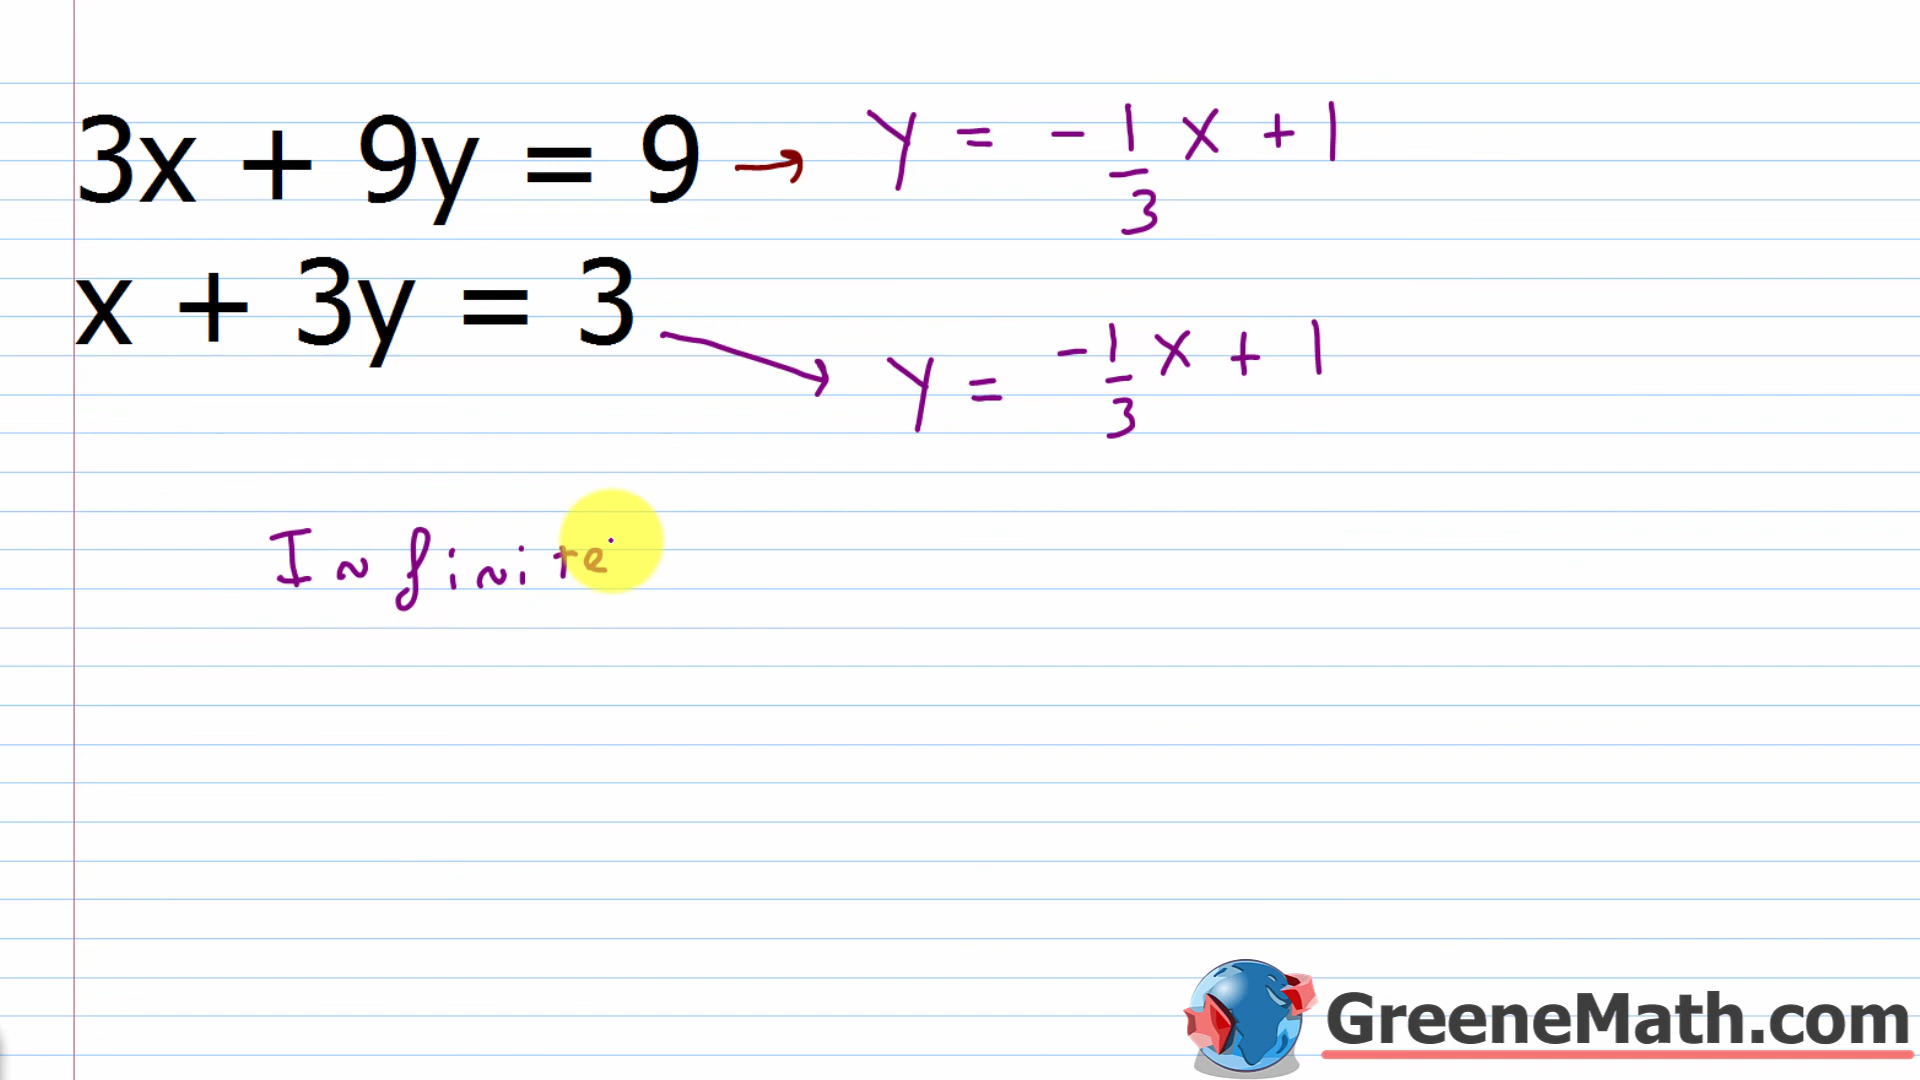 3x + 9y = 9 → y = -1/3 x + 1
x + 3y = 3 → y = -1/3 x + 1
Infinite
GreeneMath.com